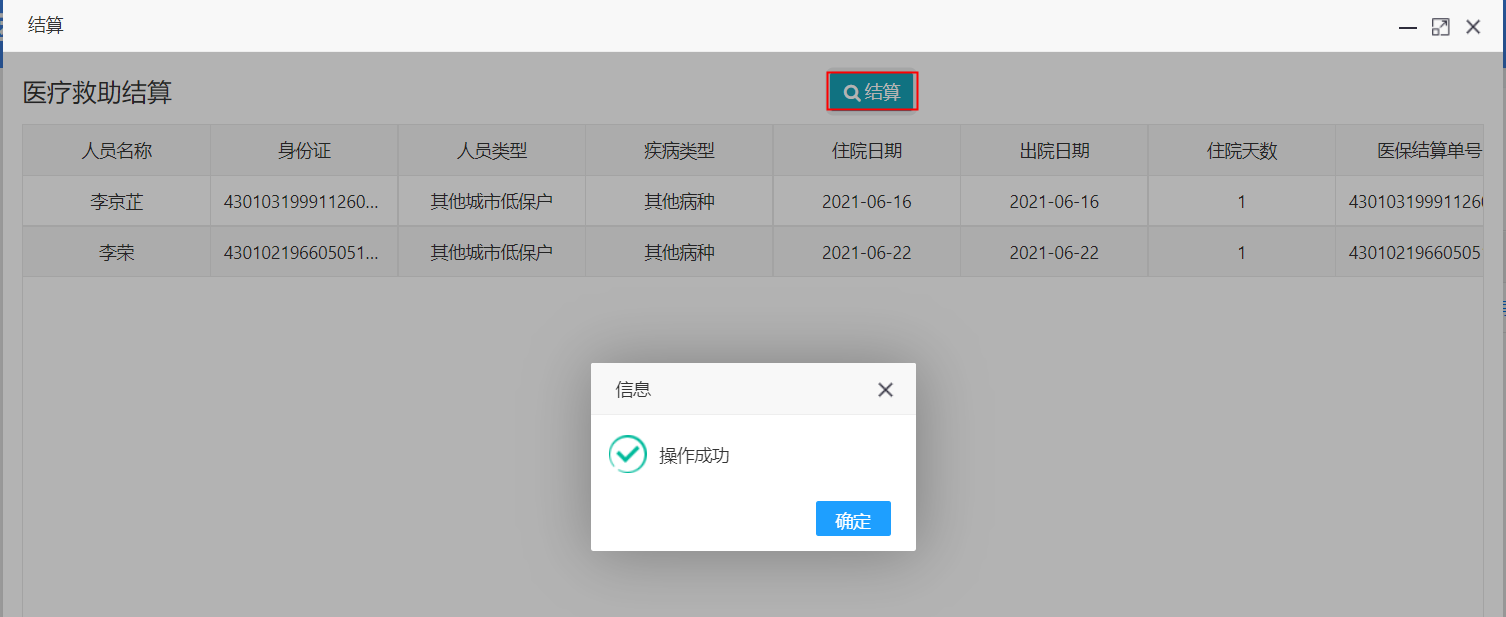 结算
医疗救助结算
结算
人员名称 身份证 人员类型 疾病类型 住院日期 出院日期 住院天数 医保结算单号
李京芷 430103199911260... 其他城市低保户 其他病种 2021-06-16 2021-06-16 1 43010319991126
李荣 430102196605051... 其他城市低保户 其他病种 2021-06-22 2021-06-22 1 43010219660505
信息
操作成功
确定